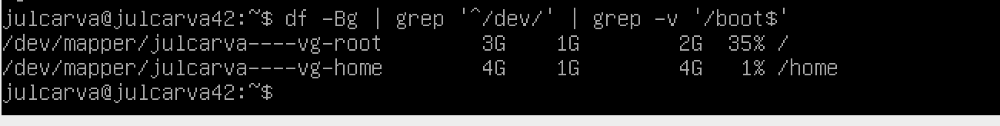 julcarva@julcarva42:~$ df -Bg | grep '^/dev/' | grep -v '/boot$'
/dev/mapper/julcarva----vg-root 3G 1G 2G 35% /
/dev/mapper/julcarva----vg-home 4G 1G 4G 1% /home
julcarva@julcarva42:~$